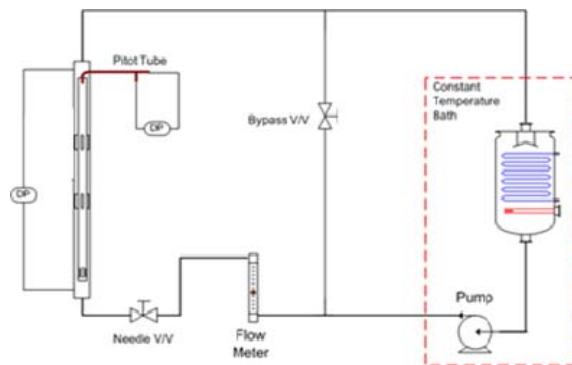 Pitot Tube
DP
DP
Bypass V/V
Needle V/V
Flow
Meter
Constant
Temperature
Bath
Pump